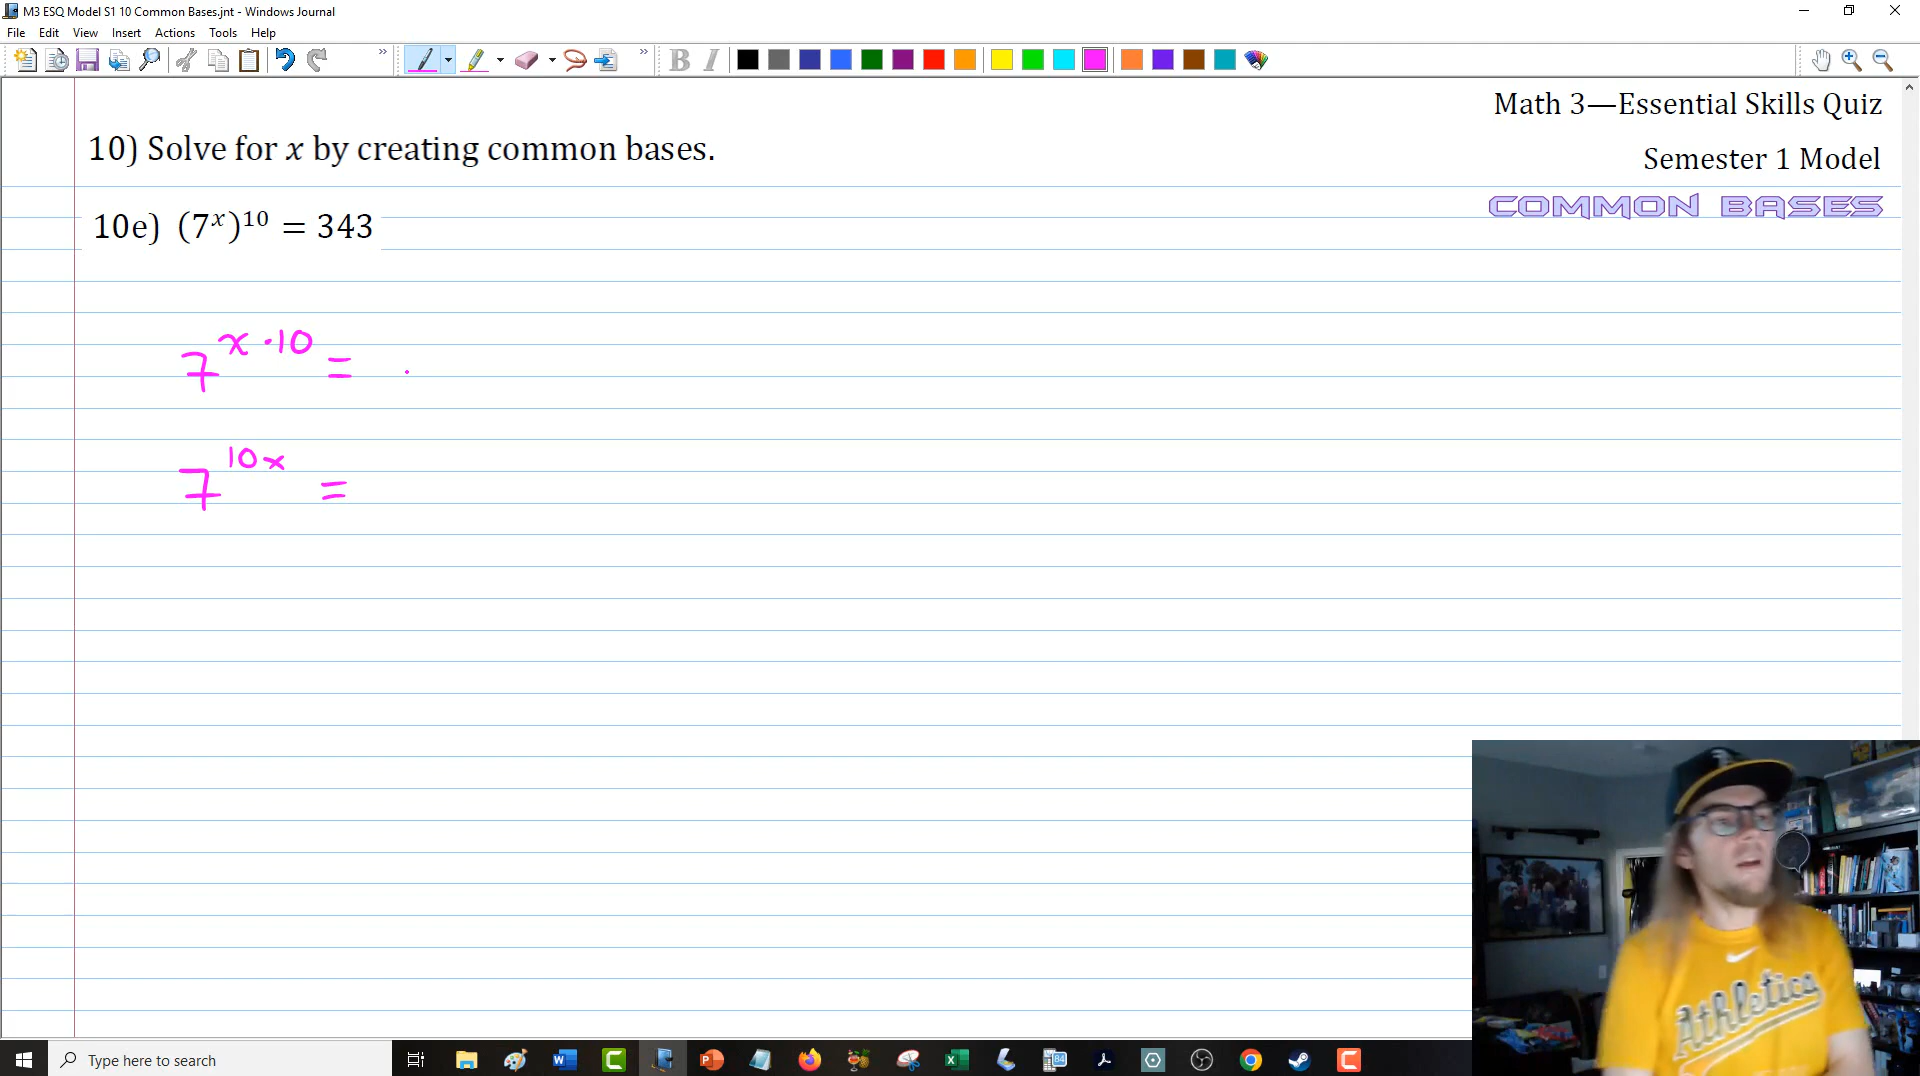 M3 ESQ Model S1 10 Common Bases.jnt - Windows Journal
File Edit View Insert Actions Tools Help
B I
Math 3—Essential Skills Quiz
10) Solve for x by creating common bases.
Semester 1 Model
COMMON BASES
10e) (7^x)^10 = 343
7^x·10 =
7^10x =
Athletics
Type here to search